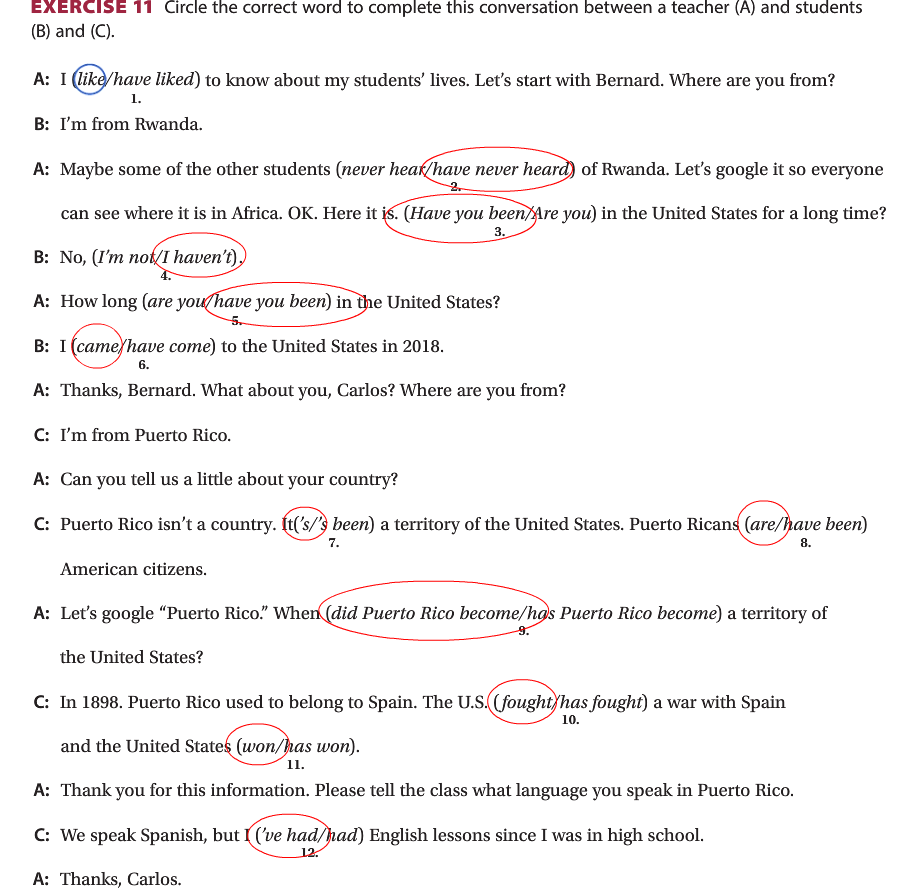 EXERCISE 11 Circle the correct word to complete this conversation between a teacher (A) and students
(B) and (C).
A: I (like/have liked) to know about my students’ lives. Let’s start with Bernard. Where are you from?
1.
B: I’m from Rwanda.
A: Maybe some of the other students (never hear/have never heard) of Rwanda. Let’s google it so everyone
2.
can see where it is in Africa. OK. Here it is. (Have you been/Are you) in the United States for a long time?
3.
B: No, (I’m not/I haven’t).
4.
A: How long (are you/have you been) in the United States?
5.
B: I (came/have come) to the United States in 2018.
6.
A: Thanks, Bernard. What about you, Carlos? Where are you from?
C: I’m from Puerto Rico.
A: Can you tell us a little about your country?
C: Puerto Rico isn’t a country. It(’s/’s been) a territory of the United States. Puerto Ricans (are/have been)
7. 8.
American citizens.
A: Let’s google “Puerto Rico.” When (did Puerto Rico become/has Puerto Rico become) a territory of
9.
the United States?
C: In 1898. Puerto Rico used to belong to Spain. The U.S. (fought/has fought) a war with Spain
10.
and the United States (won/has won).
11.
A: Thank you for this information. Please tell the class what language you speak in Puerto Rico.
C: We speak Spanish, but I (’ve had/had) English lessons since I was in high school.
12.
A: Thanks, Carlos.